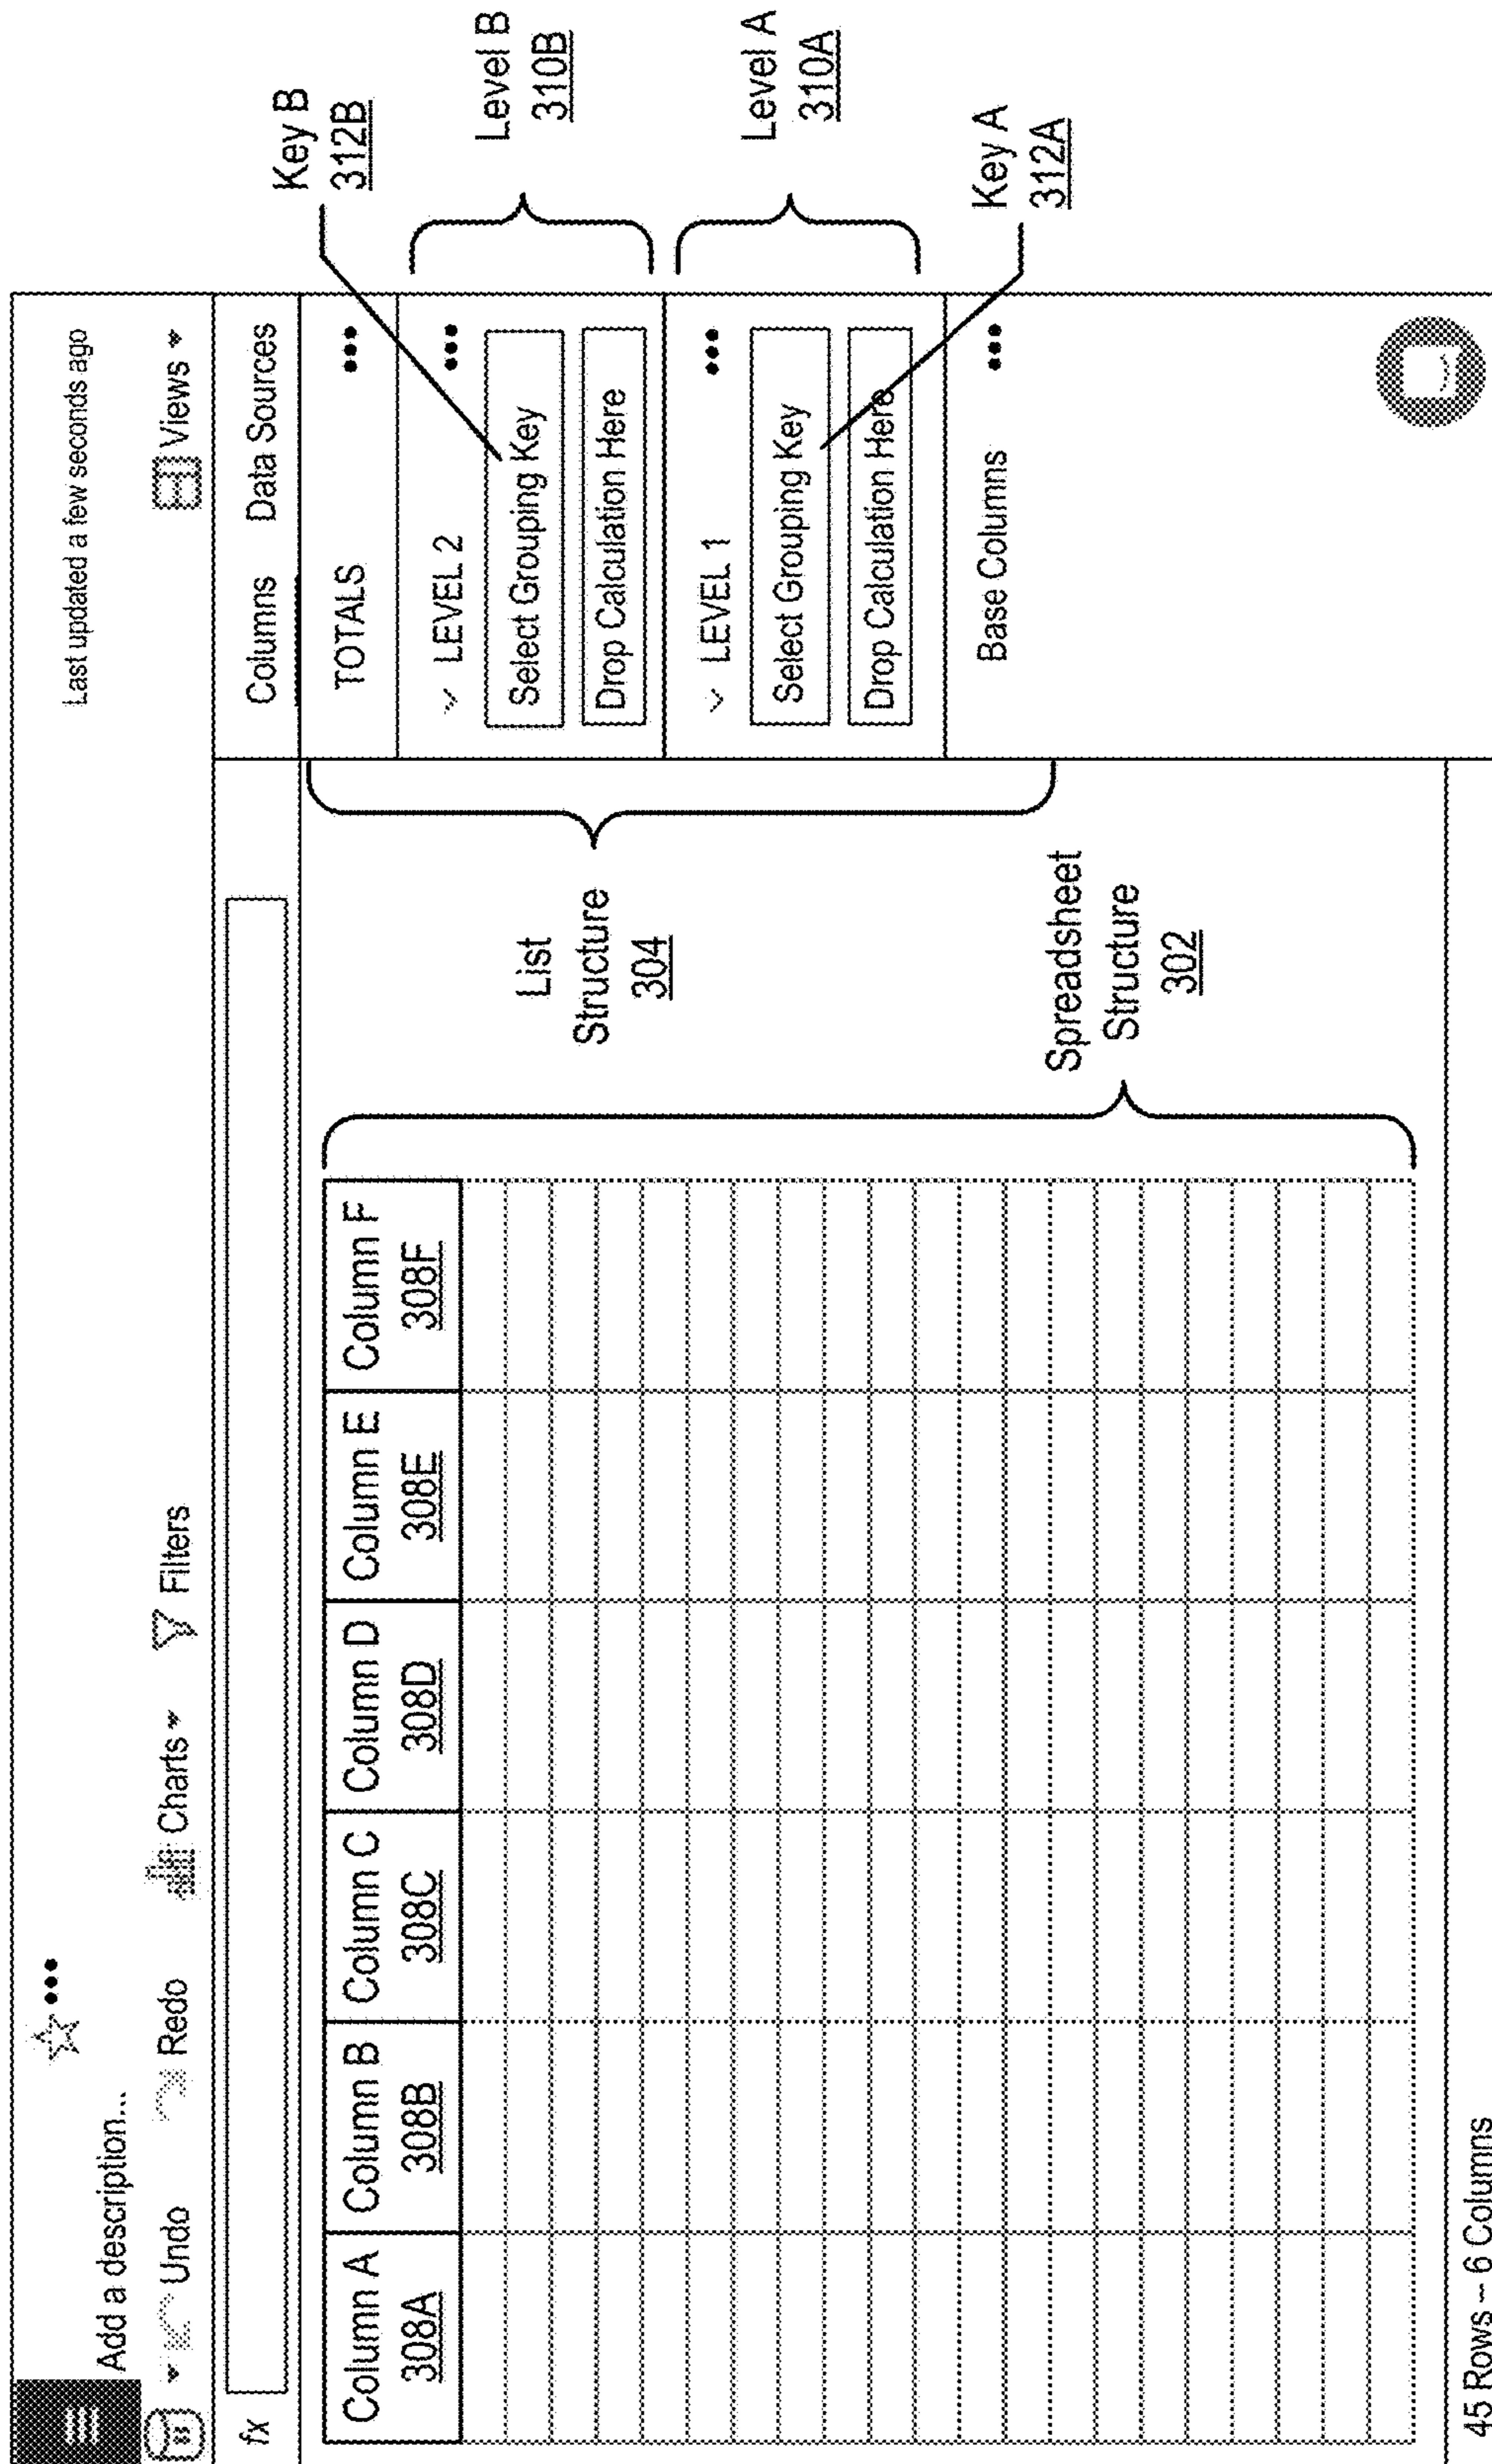 Last updated a few seconds ago
Add a description...
Undo
Redo
Charts
Filters
Views
fx
Columns
Data Sources
Column A
308A
Column B
308B
Column C
308C
Column D
308D
Column E
308E
Column F
308F
List
Structure
304
Spreadsheet
Structure
302
TOTALS
LEVEL 2
Select Grouping Key
Drop Calculation Here
LEVEL 1
Select Grouping Key
Drop Calculation Here
Base Columns
Key B
312B
Level B
310B
Level A
310A
Key A
312A
45 Rows – 6 Columns